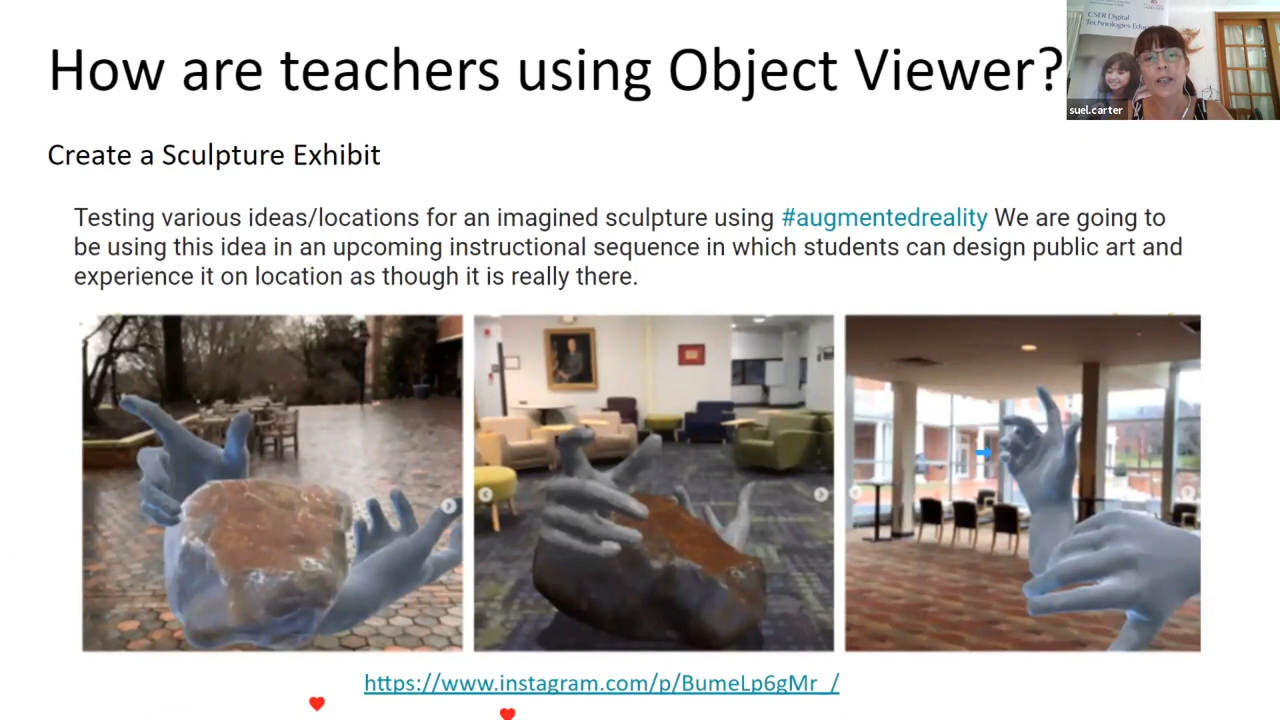 How are teachers using Object Viewer?
CSER Digital
suel.carter
Create a Sculpture Exhibit
Testing various ideas/locations for an imagined sculpture using #augmentedreality We are going to
be using this idea in an upcoming instructional sequence in which students can design public art and
experience it on location as though it is really there.
https://www.instagram.com/p/BumeLp6gMr_/